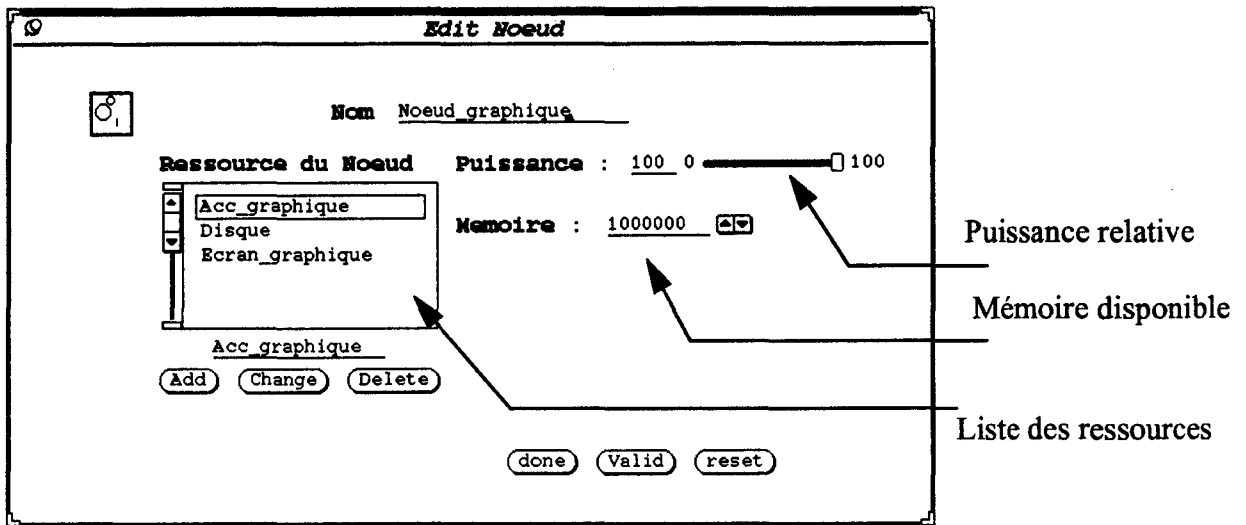 Edit Noeud
Nom Noeud_graphique
Ressource du Noeud
Puissance : 100 0 100
Acc_graphique
Disque
Ecran_graphique
Memoire : 1000000
Acc_graphique
Add Change Delete
done Valid reset
Puissance relative
Mémoire disponible
Liste des ressources